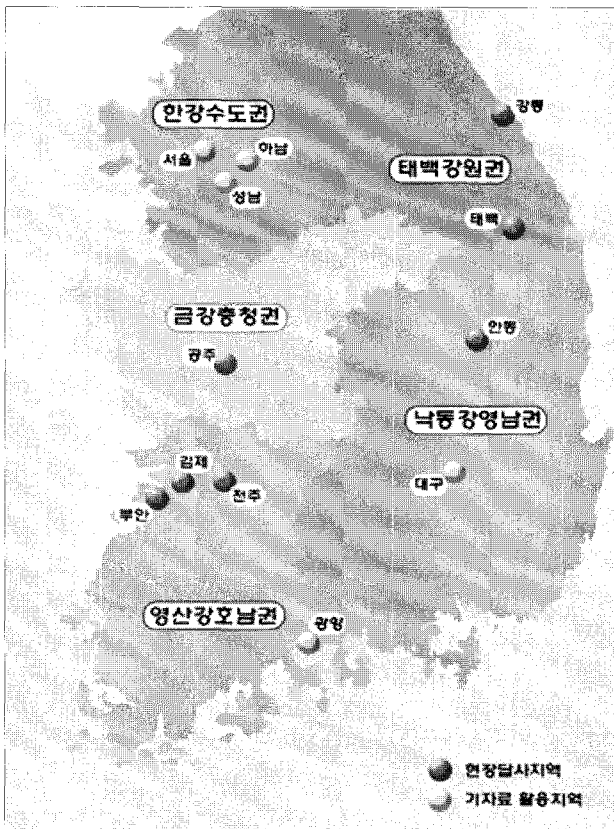 한강수도권
강릉
서울
하남
성남
태백강원권
태백
금강충청권
공주
안동
낙동강영남권
김제
대구
부안
전주
영산강호남권
광양
현장답사지역
기자료 활용지역